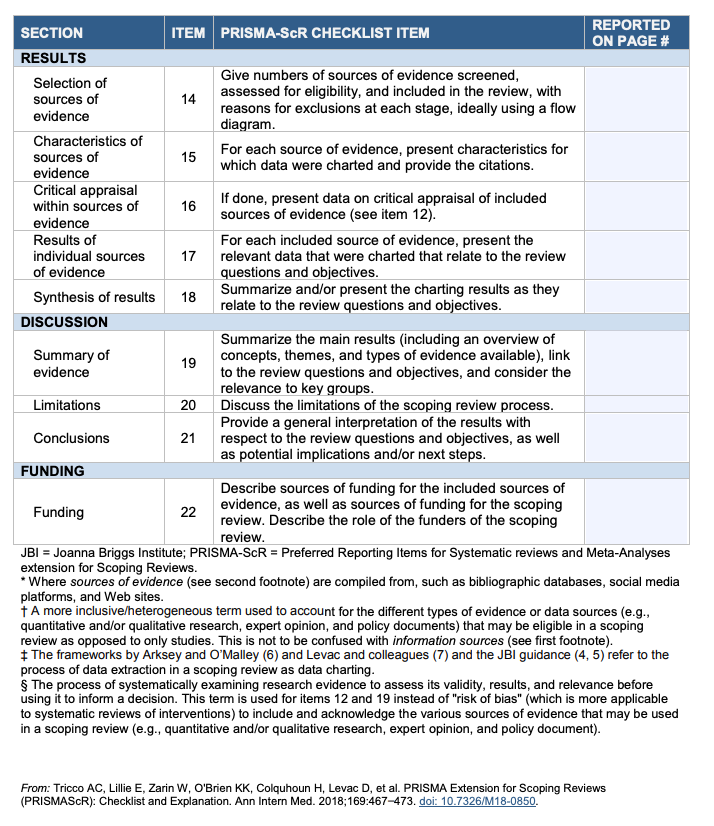 SECTION ITEM PRISMA-ScR CHECKLIST ITEM REPORTED ON PAGE #
RESULTS
Selection of
sources of
evidence
14
Give numbers of sources of evidence screened,
assessed for eligibility, and included in the review, with
reasons for exclusions at each stage, ideally using a flow
diagram.
Characteristics of
sources of
evidence
15
For each source of evidence, present characteristics for
which data were charted and provide the citations.
Critical appraisal
within sources of
evidence
16
If done, present data on critical appraisal of included
sources of evidence (see item 12).
Results of
individual sources
of evidence
17
For each included source of evidence, present the
relevant data that were charted that relate to the review
questions and objectives.
Synthesis of results
18
Summarize and/or present the charting results as they
relate to the review questions and objectives.
DISCUSSION
Summary of
evidence
19
Summarize the main results (including an overview of
concepts, themes, and types of evidence available), link
to the review questions and objectives, and consider the
relevance to key groups.
Limitations
20
Discuss the limitations of the scoping review process.
Conclusions
21
Provide a general interpretation of the results with
respect to the review questions and objectives, as well
as potential implications and/or next steps.
FUNDING
Funding
22
Describe sources of funding for the included sources of
evidence, as well as sources of funding for the scoping
review. Describe the role of the funders of the scoping
review.
JBI = Joanna Briggs Institute; PRISMA-ScR = Preferred Reporting Items for Systematic reviews and Meta-Analyses
extension for Scoping Reviews.
* Where sources of evidence (see second footnote) are compiled from, such as bibliographic databases, social media
platforms, and Web sites.
† A more inclusive/heterogeneous term used to account for the different types of evidence or data sources (e.g.,
quantitative and/or qualitative research, expert opinion, and policy documents) that may be eligible in a scoping
review as opposed to only studies. This is not to be confused with information sources (see first footnote).
‡ The frameworks by Arksey and O'Malley (6) and Levac and colleagues (7) and the JBI guidance (4, 5) refer to the
process of data extraction in a scoping review as data charting.
§ The process of systematically examining research evidence to assess its validity, results, and relevance before
using it to inform a decision. This term is used for items 12 and 19 instead of "risk of bias" (which is more applicable
to systematic reviews of interventions) to include and acknowledge the various sources of evidence that may be used
in a scoping review (e.g., quantitative and/or qualitative research, expert opinion, and policy document).
From: Tricco AC, Lillie E, Zarin W, O'Brien KK, Colquhoun H, Levac D, et al. PRISMA Extension for Scoping Reviews
(PRISMAScR): Checklist and Explanation. Ann Intern Med. 2018;169:467–473. doi: 10.7326/M18-0850.